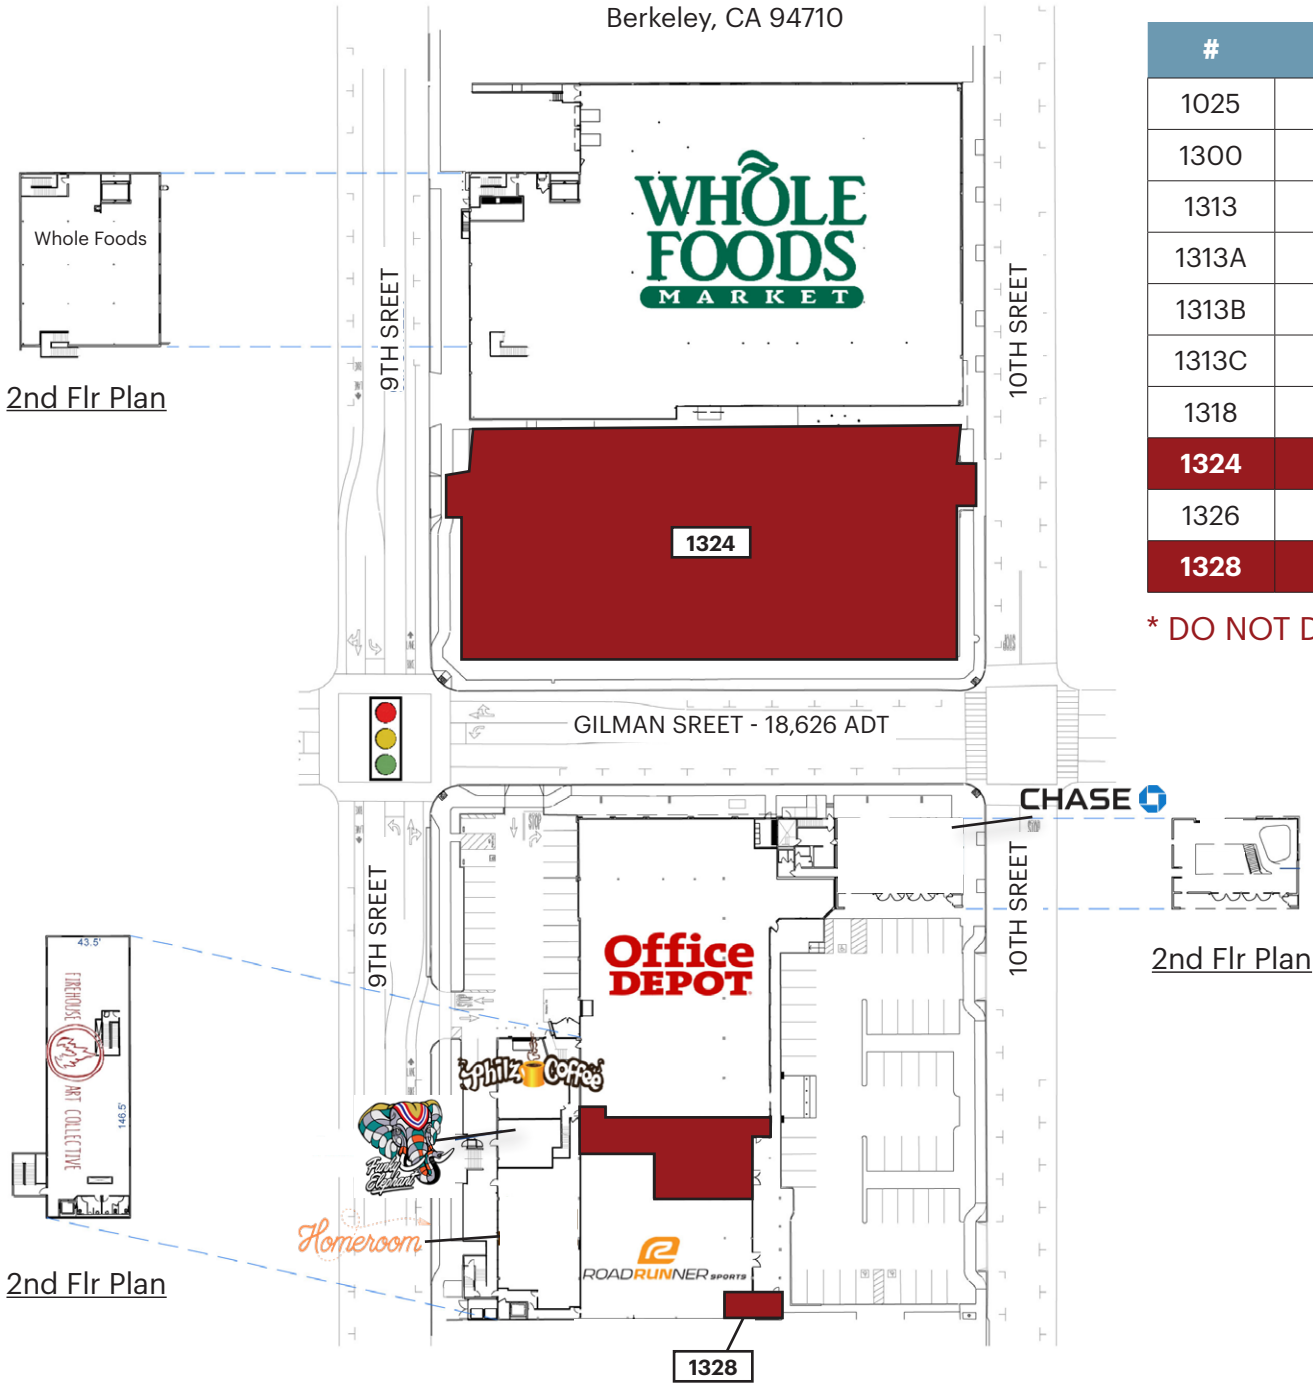 Berkeley, CA 94710
#
1025
1300
1313
1313A
1313B
1313C
1318
1324
1326
1328
* DO NOT D
WHOLE
FOODS
MARKET
Whole Foods
2nd Flr Plan
9TH SREET
10TH SREET
1324
GILMAN SREET - 18,626 ADT
CHASE
2nd Flr Plan
9TH SREET
10TH SREET
Office
DEPOT
43.5'
FIREHOUSE
ART COLLECTIVE
146.5'
2nd Flr Plan
Philz Coffee
Funky
Elephant
Homeroom
ROADRUNNER SPORTS
1328